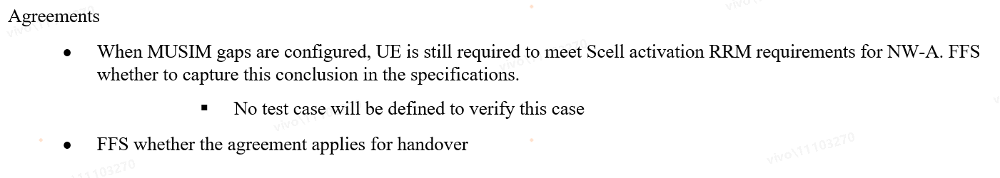 Agreements
● When MUSIM gaps are configured, UE is still required to meet Scell activation RRM requirements for NW-A. FFS
whether to capture this conclusion in the specifications.
▪ No test case will be defined to verify this case
● FFS whether the agreement applies for handover
vivo\11103270